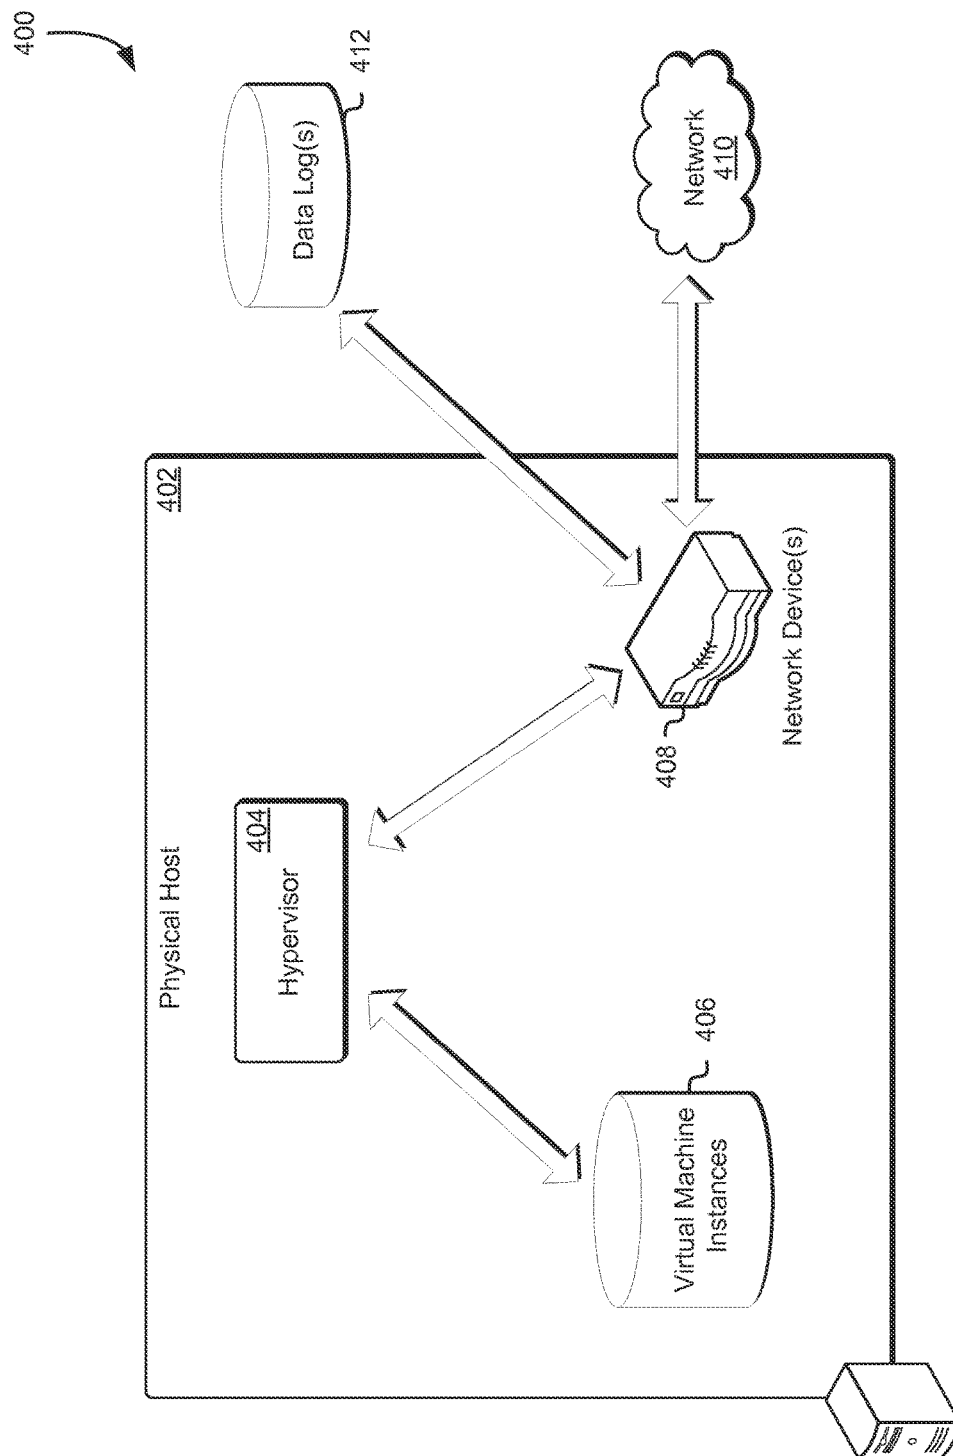 400
Physical Host
402
404
Hypervisor
Data Log(s)
412
406
Virtual Machine
Instances
408
Network Device(s)
Network
410